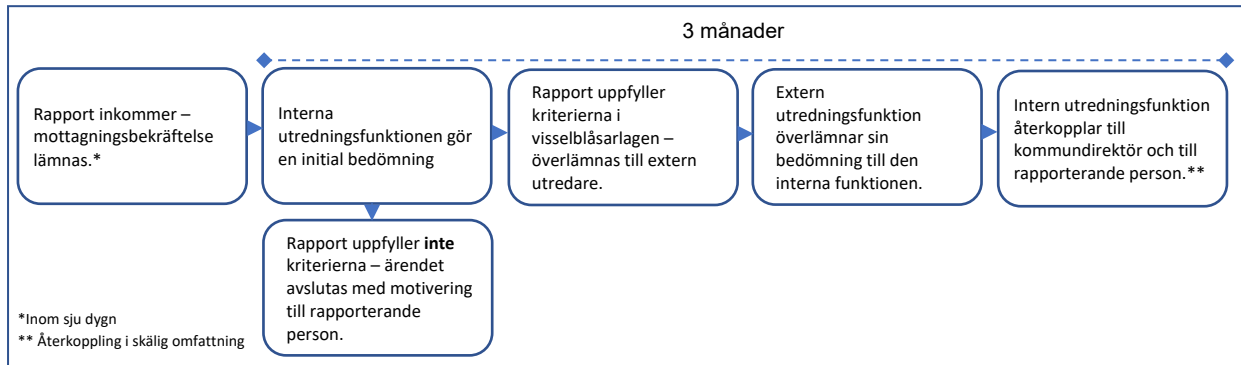 3 månader
Rapport inkommer –
mottagningsbekräftelse
lämnas.*
Interna
utredningsfunktionen gör
en initial bedömning
Rapport uppfyller
kriterierna i
visselblåsarlagen –
överlämnas till extern
utredare.
Extern
utredningsfunktion
överlämnar sin
bedömning till den
interna funktionen.
Intern utredningsfunktion
återkopplar till
kommundirektör och till
rapporterande person.**
Rapport uppfyller inte
kriterierna – ärendet
avslutas med motivering
till rapporterande
person.
*Inom sju dygn
** Återkoppling i skälig omfattning